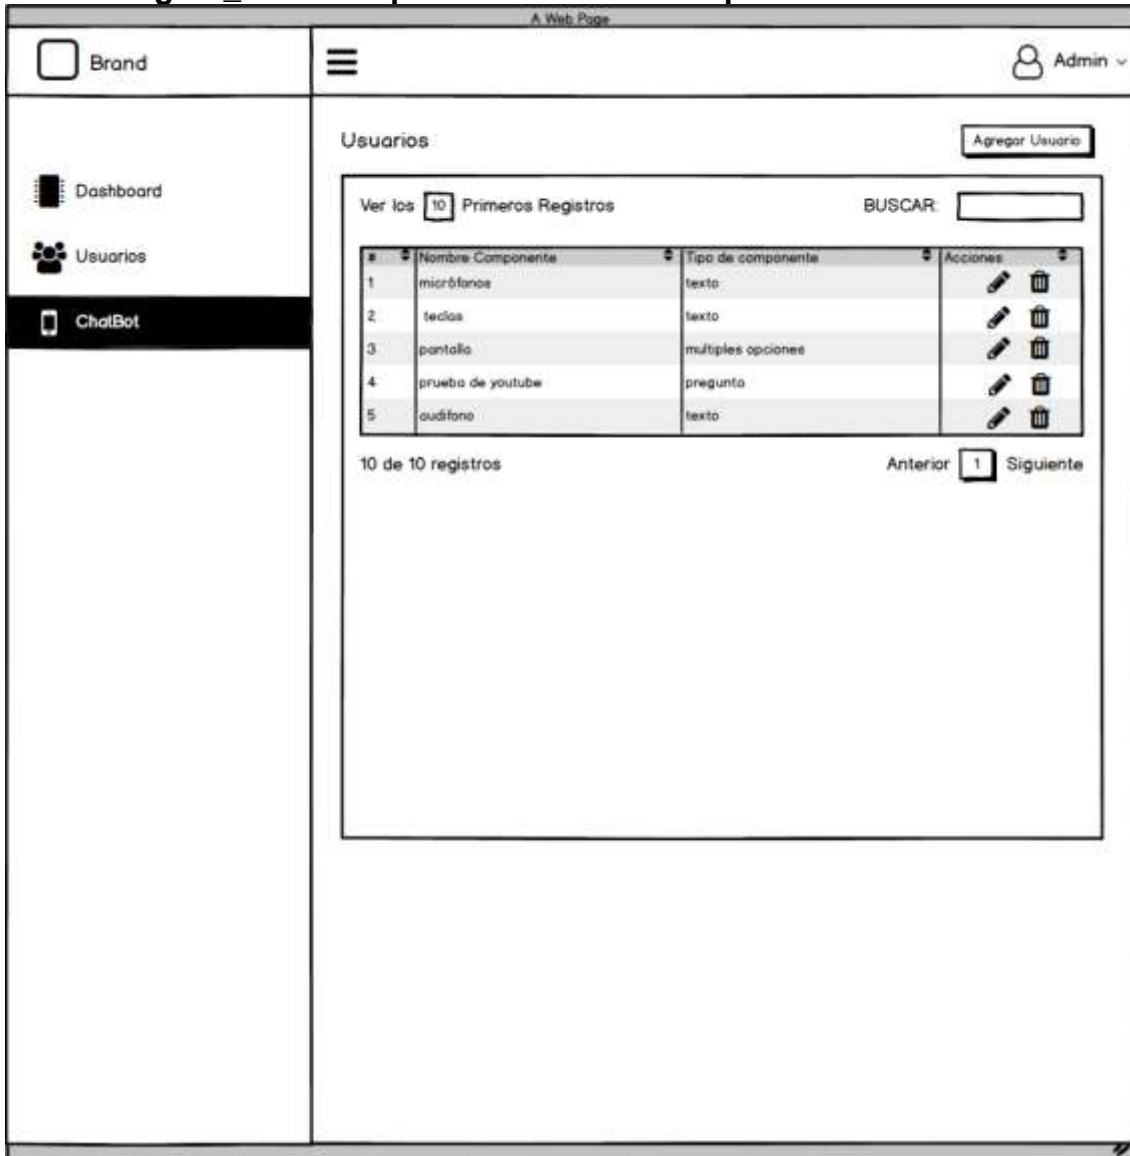 A Web Page
Brand
Admin
Usuarios
Agregar Usuario
Dashboard
Usuarios
ChatBot
Ver los 10 Primeros Registros BUSCAR:
# Nombre Componente Tipo de componente Acciones
1 micrófonos texto
2 teclas texto
3 pantalla multiples opciones
4 prueba de youtube pregunta
5 audifono texto
10 de 10 registros Anterior 1 Siguiente